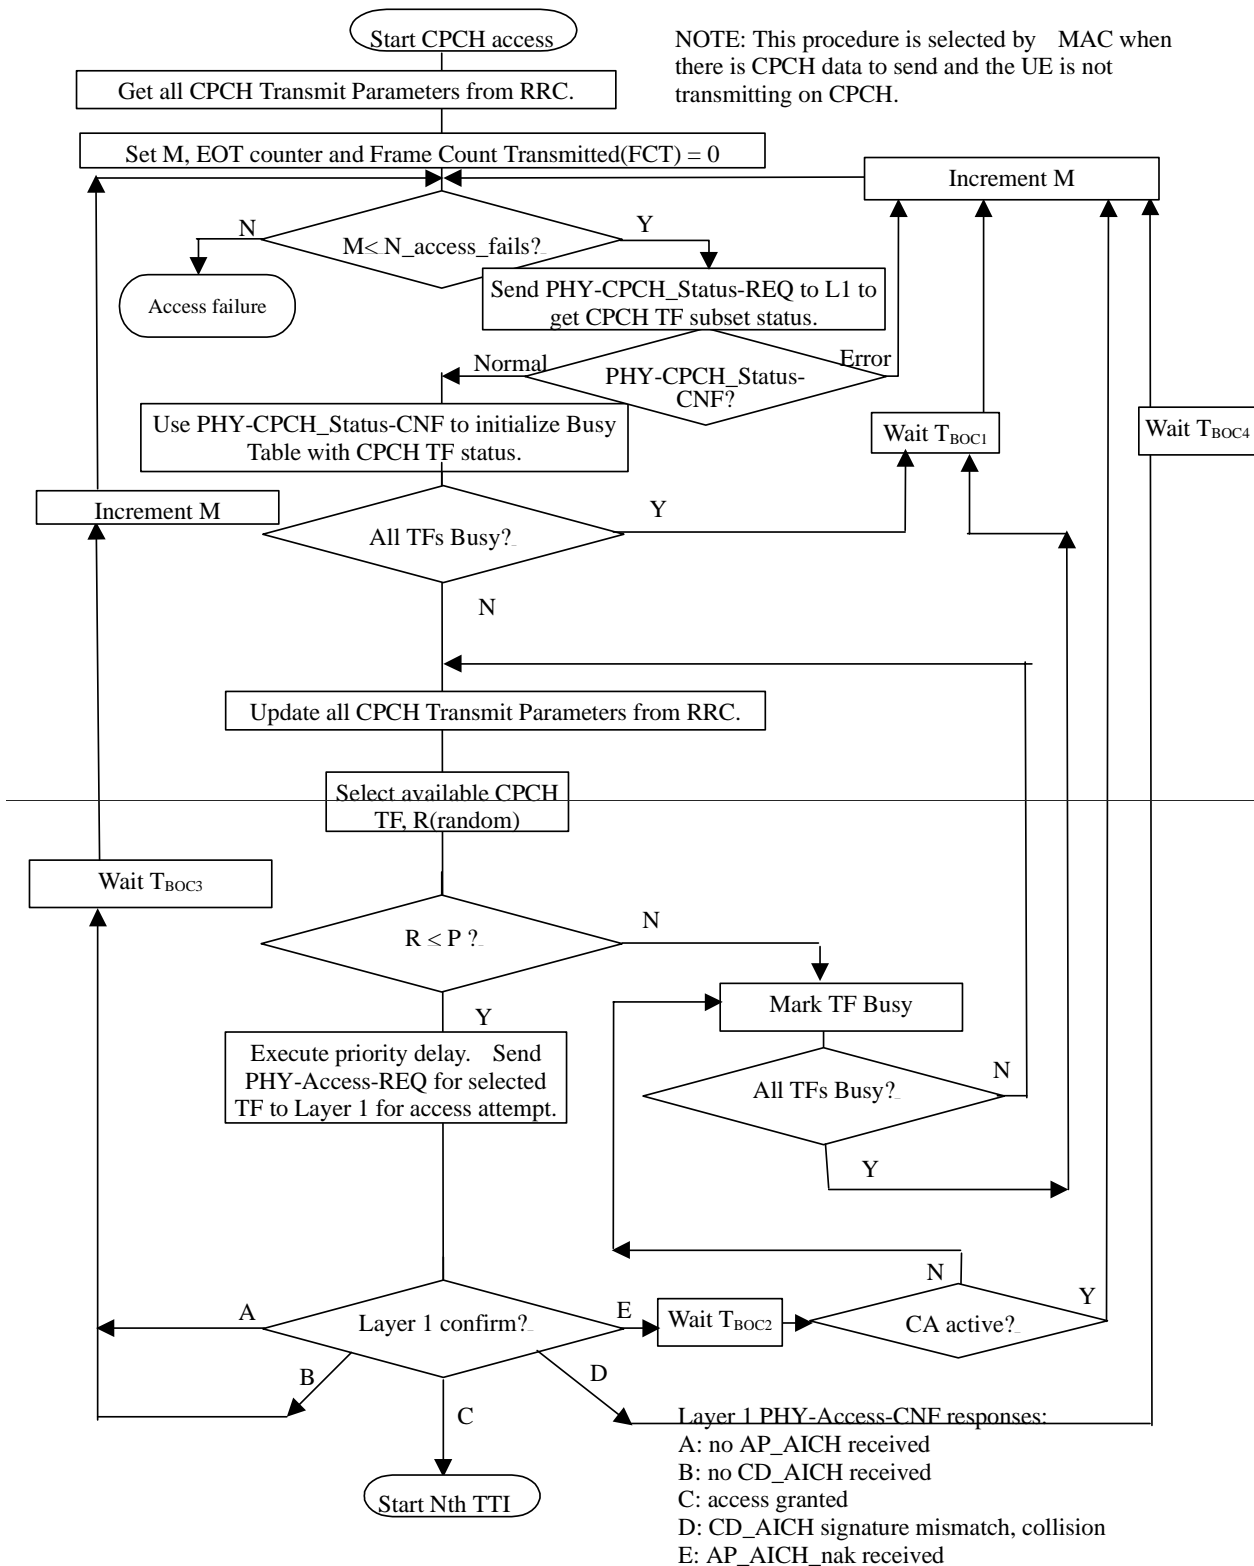 Start CPCH access
NOTE: This procedure is selected by MAC when
there is CPCH data to send and the UE is not
transmitting on CPCH.
Get all CPCH Transmit Parameters from RRC.
Set M, EOT counter and Frame Count Transmitted(FCT) = 0
Increment M
N
Y
M< N_access_fails?
Access failure
Send PHY-CPCH_Status-REQ to L1 to
get CPCH TF subset status.
Normal
Error
PHY-CPCH_Status-
CNF?
Use PHY-CPCH_Status-CNF to initialize Busy
Table with CPCH TF status.
Wait TBOC1
Wait TBOC4
Increment M
All TFs Busy?
Y
N
Update all CPCH Transmit Parameters from RRC.
Select available CPCH
TF, R(random)
Wait TBOC3
R ≤ P ?
N
Y
Mark TF Busy
Execute priority delay. Send
PHY-Access-REQ for selected
TF to Layer 1 for access attempt.
All TFs Busy?
N
Y
N
Y
A
Layer 1 confirm?
E
Wait TBOC2
CA active?
B
D
C
Start Nth TTI
Layer 1 PHY-Access-CNF responses:
A: no AP_AICH received
B: no CD_AICH received
C: access granted
D: CD_AICH signature mismatch, collision
E: AP_AICH_nak received